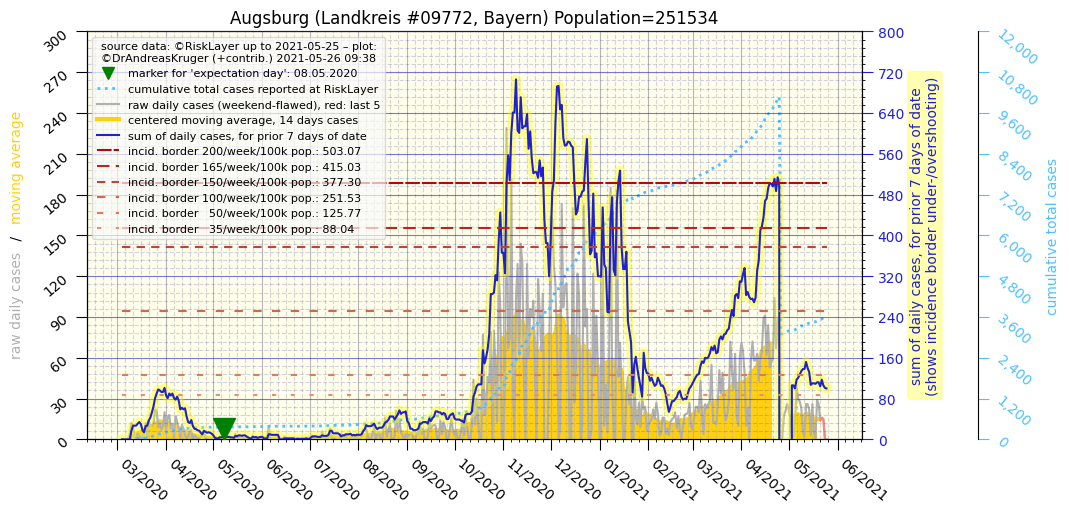 Augsburg (Landkreis #09772, Bayern) Population=251534
source data: ©RiskLayer up to 2021-05-25 – plot:
©DrAndreasKruger (+contrib.) 2021-05-26 09:38
marker for 'expectation day': 08.05.2020
cumulative total cases reported at RiskLayer
raw daily cases (weekend-flawed), red: last 5
centered moving average, 14 days cases
sum of daily cases, for prior 7 days of date
incid. border 200/week/100k pop.: 503.07
incid. border 165/week/100k pop.: 415.03
incid. border 150/week/100k pop.: 377.30
incid. border 100/week/100k pop.: 251.53
incid. border 50/week/100k pop.: 125.77
incid. border 35/week/100k pop.: 88.04
raw daily cases / moving average
300
270
240
210
180
150
120
90
60
30
0
03/2020
04/2020
05/2020
06/2020
07/2020
08/2020
09/2020
10/2020
11/2020
12/2020
01/2021
02/2021
03/2021
04/2021
05/2021
06/2021
800
720
640
560
480
400
320
240
160
80
0
sum of daily cases, for prior 7 days of date
(shows incidence border under-/overshooting)
12,000
10,800
9,600
8,400
7,200
6,000
4,800
3,600
2,400
1,200
0
cumulative total cases